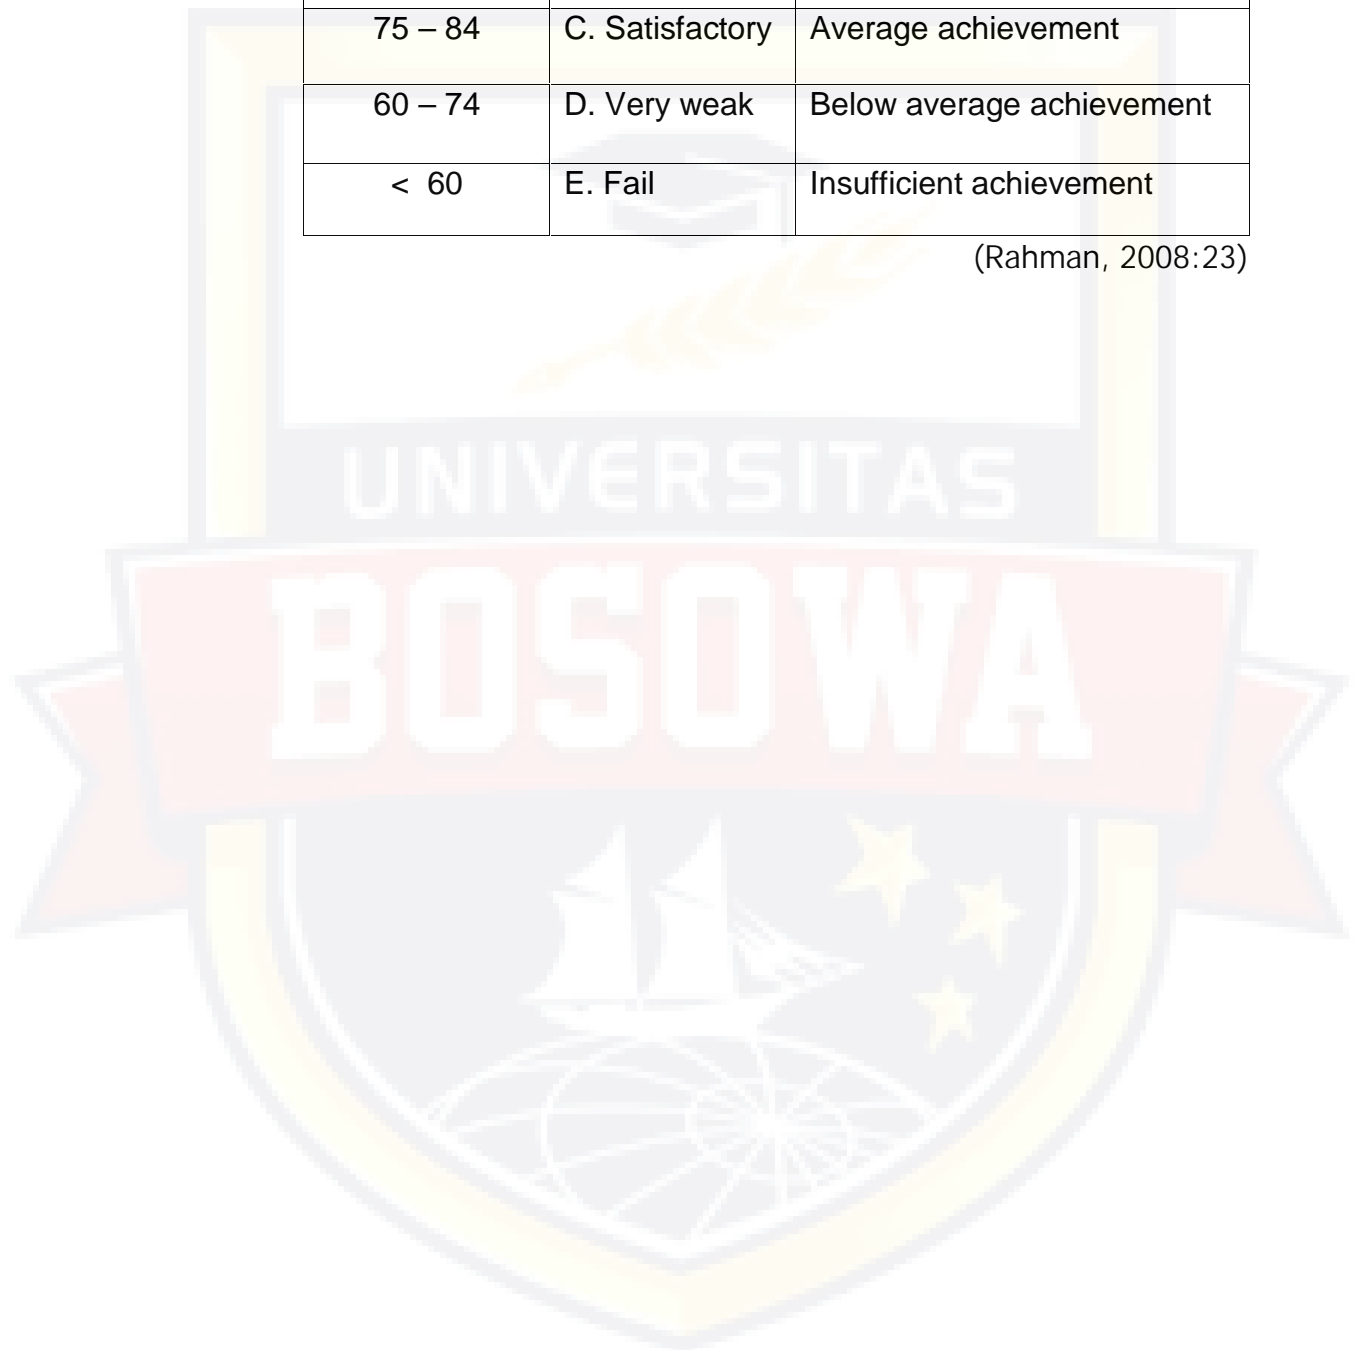 75 – 84 C. Satisfactory Average achievement
60 – 74 D. Very weak Below average achievement
< 60 E. Fail Insufficient achievement
(Rahman, 2008:23)
UNIVERSITAS
BOSOWA